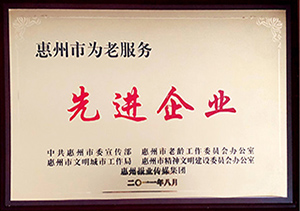 惠州市为老服务
先进企业
中共惠州市委宣传部 惠州市老龄工作委员会办公室
惠州市文明城市工作局 惠州市精神文明建设委员会办公室
惠州报业传媒集团
二〇一一年八月